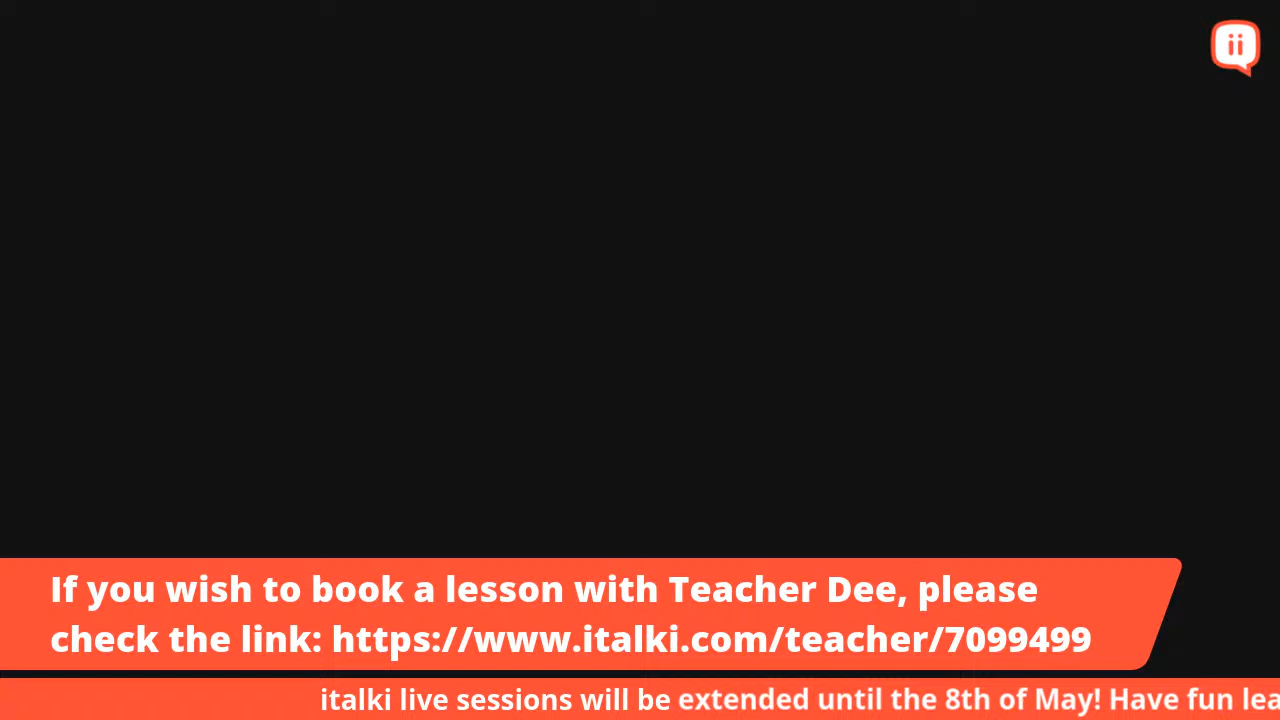 If you wish to book a lesson with Teacher Dee, please
check the link: https://www.italki.com/teacher/7099499
italki live sessions will be extended until the 8th of May! Have fun